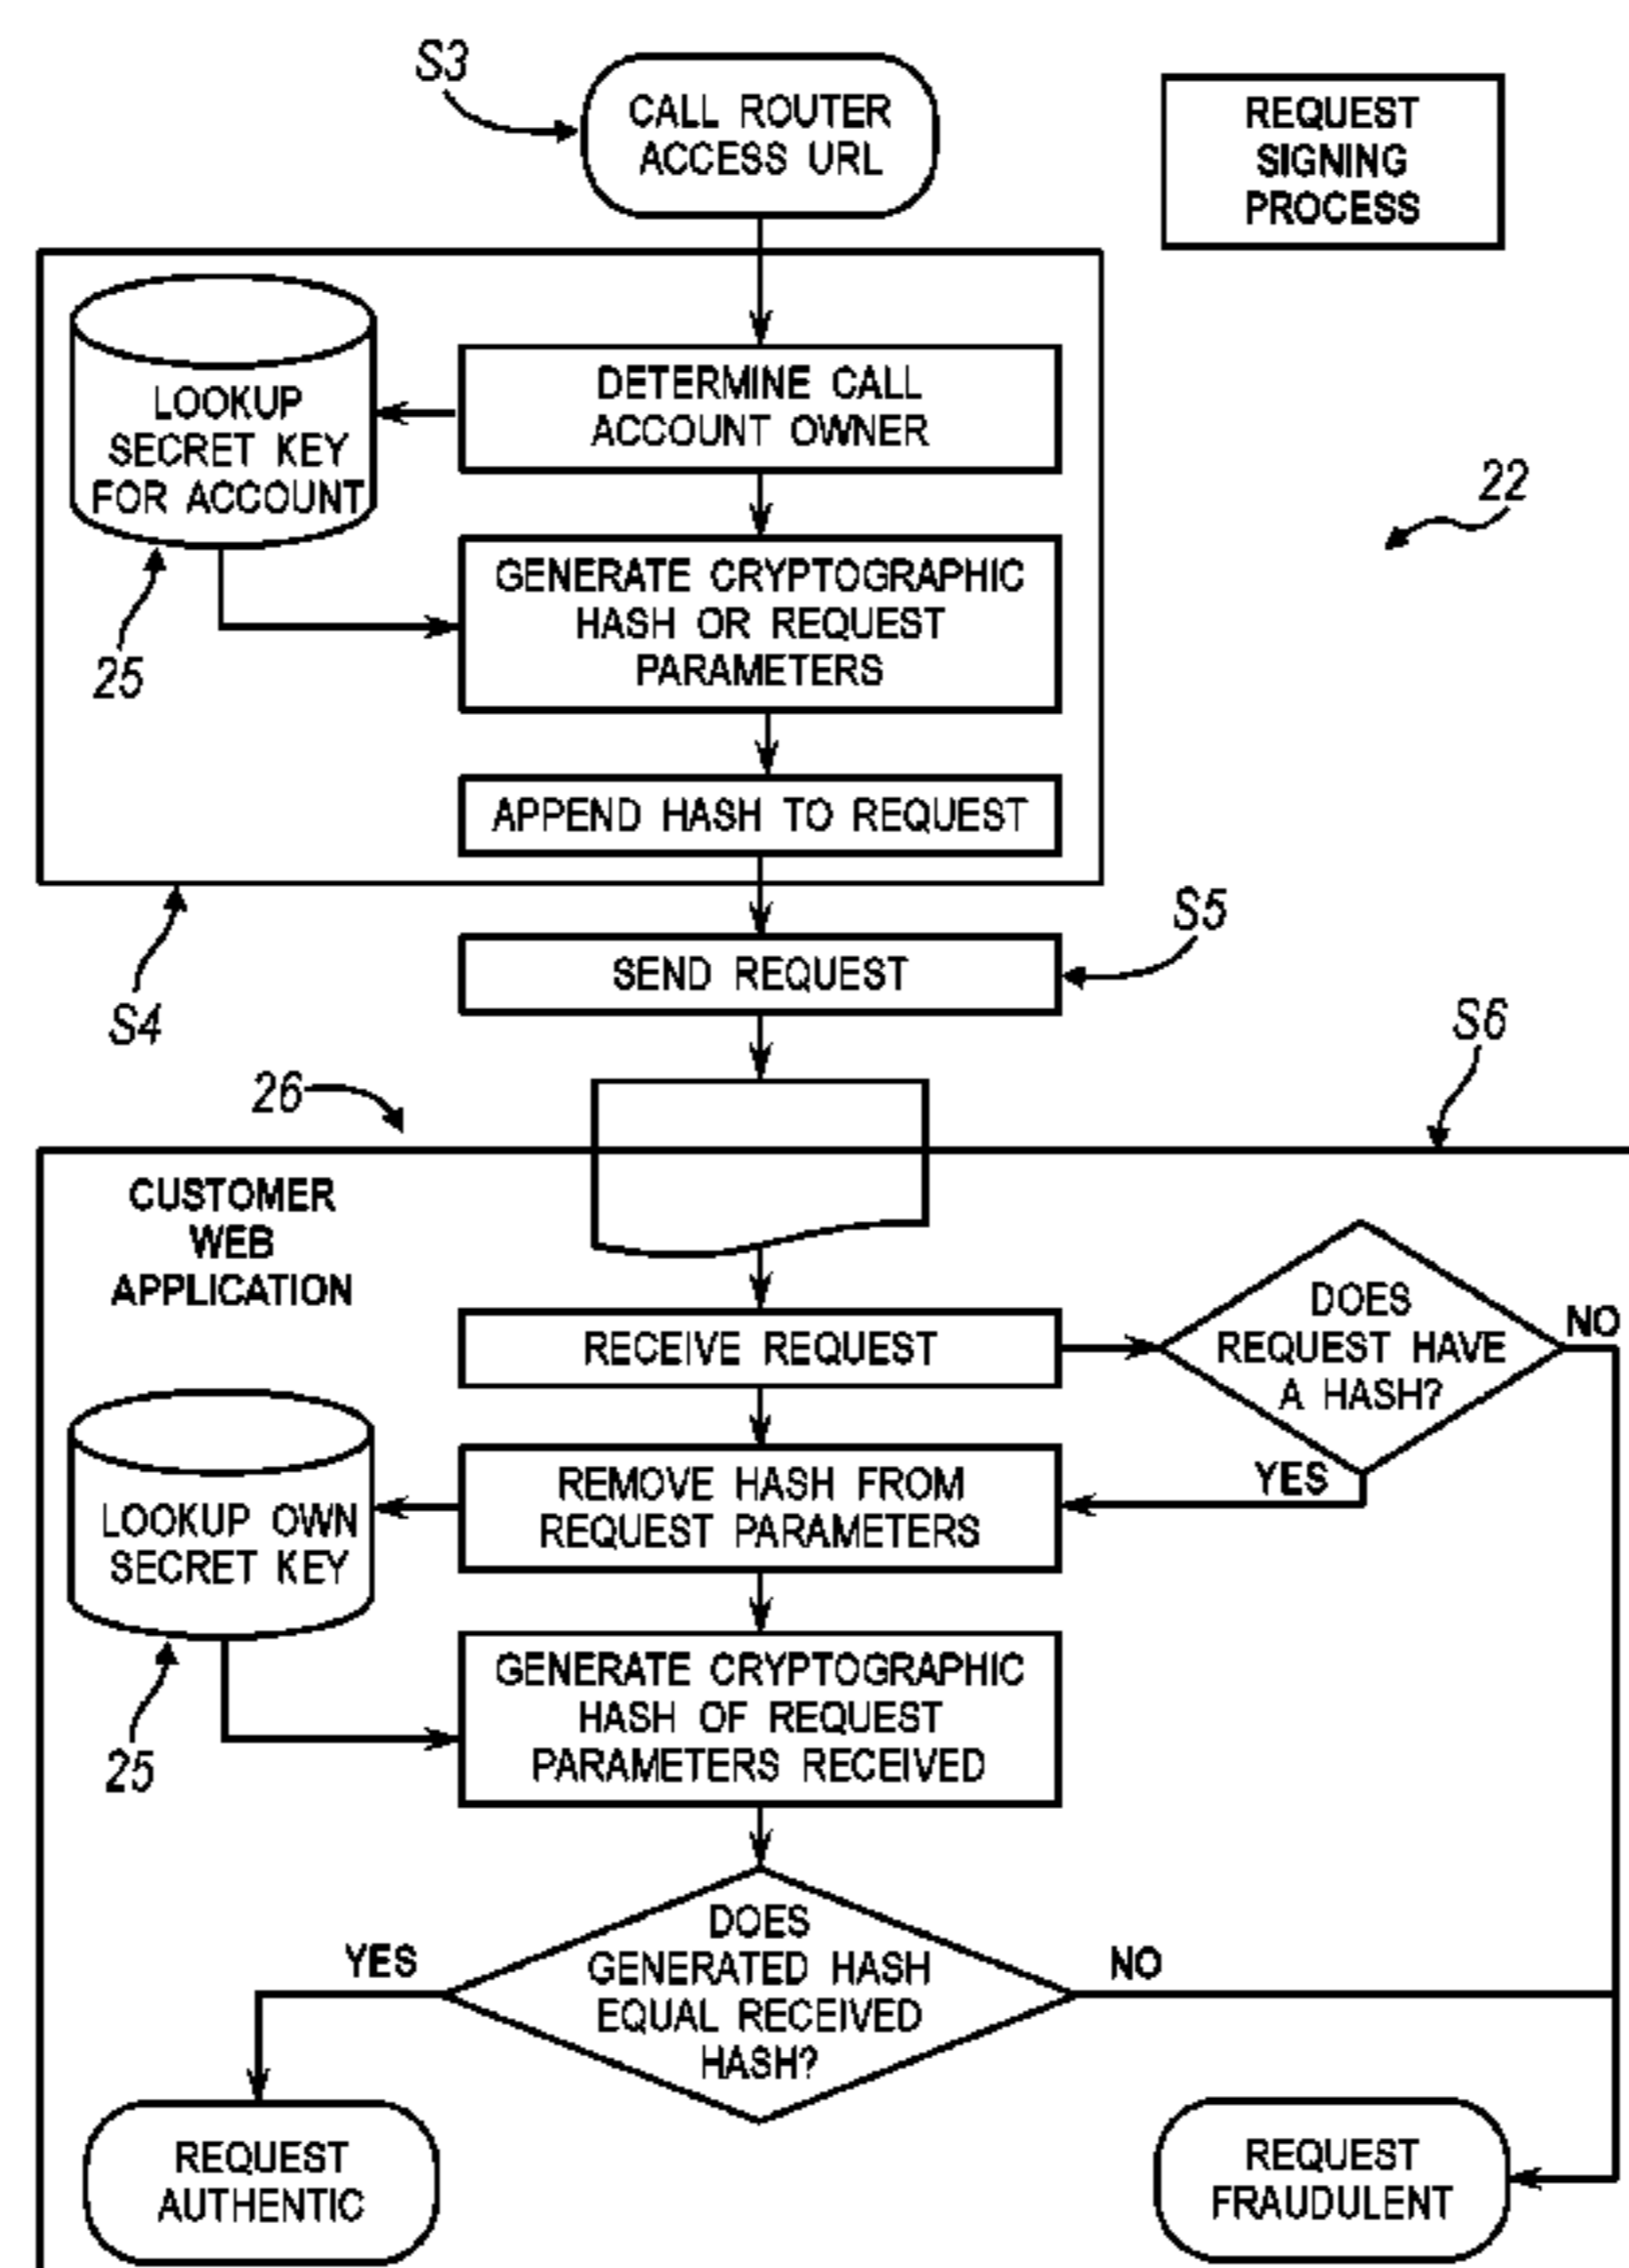 S3
CALL ROUTER
ACCESS URL
REQUEST
SIGNING
PROCESS
LOOKUP
SECRET KEY
FOR ACCOUNT
DETERMINE CALL
ACCOUNT OWNER
22
GENERATE CRYPTOGRAPHIC
HASH OR REQUEST
PARAMETERS
25
APPEND HASH TO REQUEST
S4
SEND REQUEST
S5
26
S6
CUSTOMER
WEB
APPLICATION
RECEIVE REQUEST
DOES
REQUEST HAVE
A HASH?
NO
YES
LOOKUP OWN
SECRET KEY
REMOVE HASH FROM
REQUEST PARAMETERS
25
GENERATE CRYPTOGRAPHIC
HASH OF REQUEST
PARAMETERS RECEIVED
YES
DOES
GENERATED HASH
EQUAL RECEIVED
HASH?
NO
REQUEST
AUTHENTIC
REQUEST
FRAUDULENT